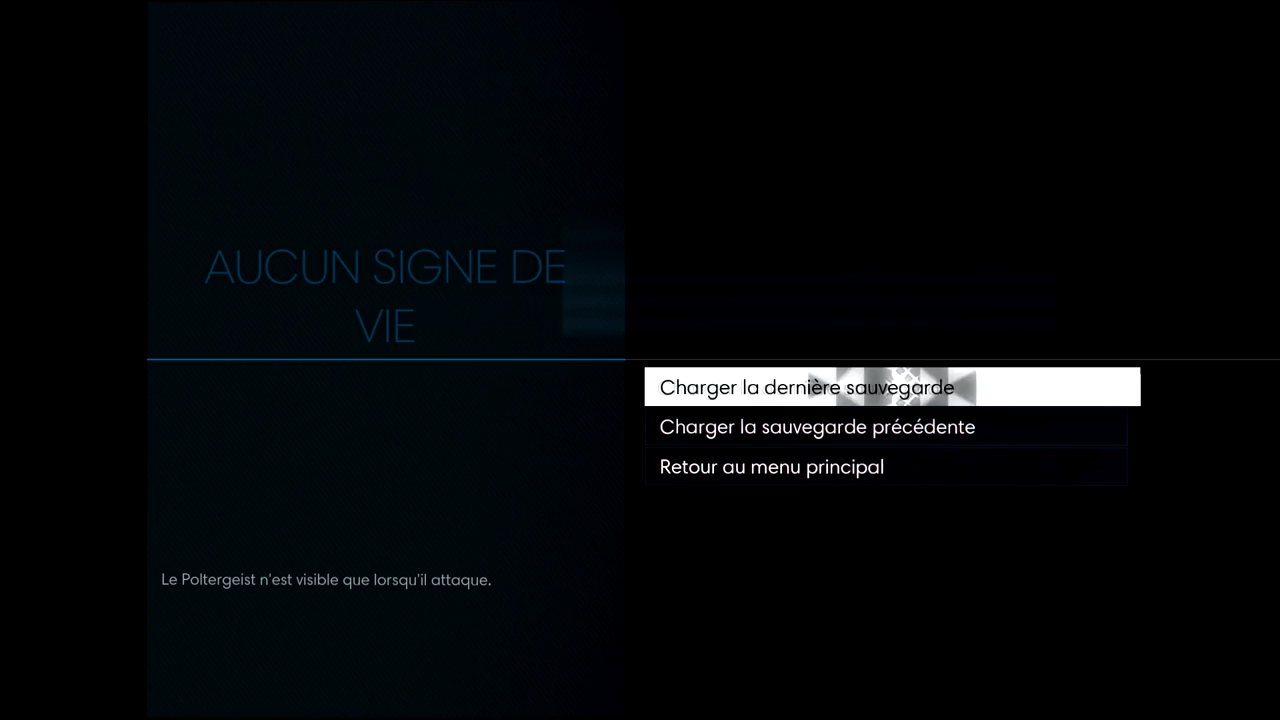 AUCUN SIGNE DE
VIE
Charger la dernière sauvegarde
Charger la sauvegarde précédente
Retour au menu principal
Le Poltergeist n'est visible que lorsqu'il attaque.